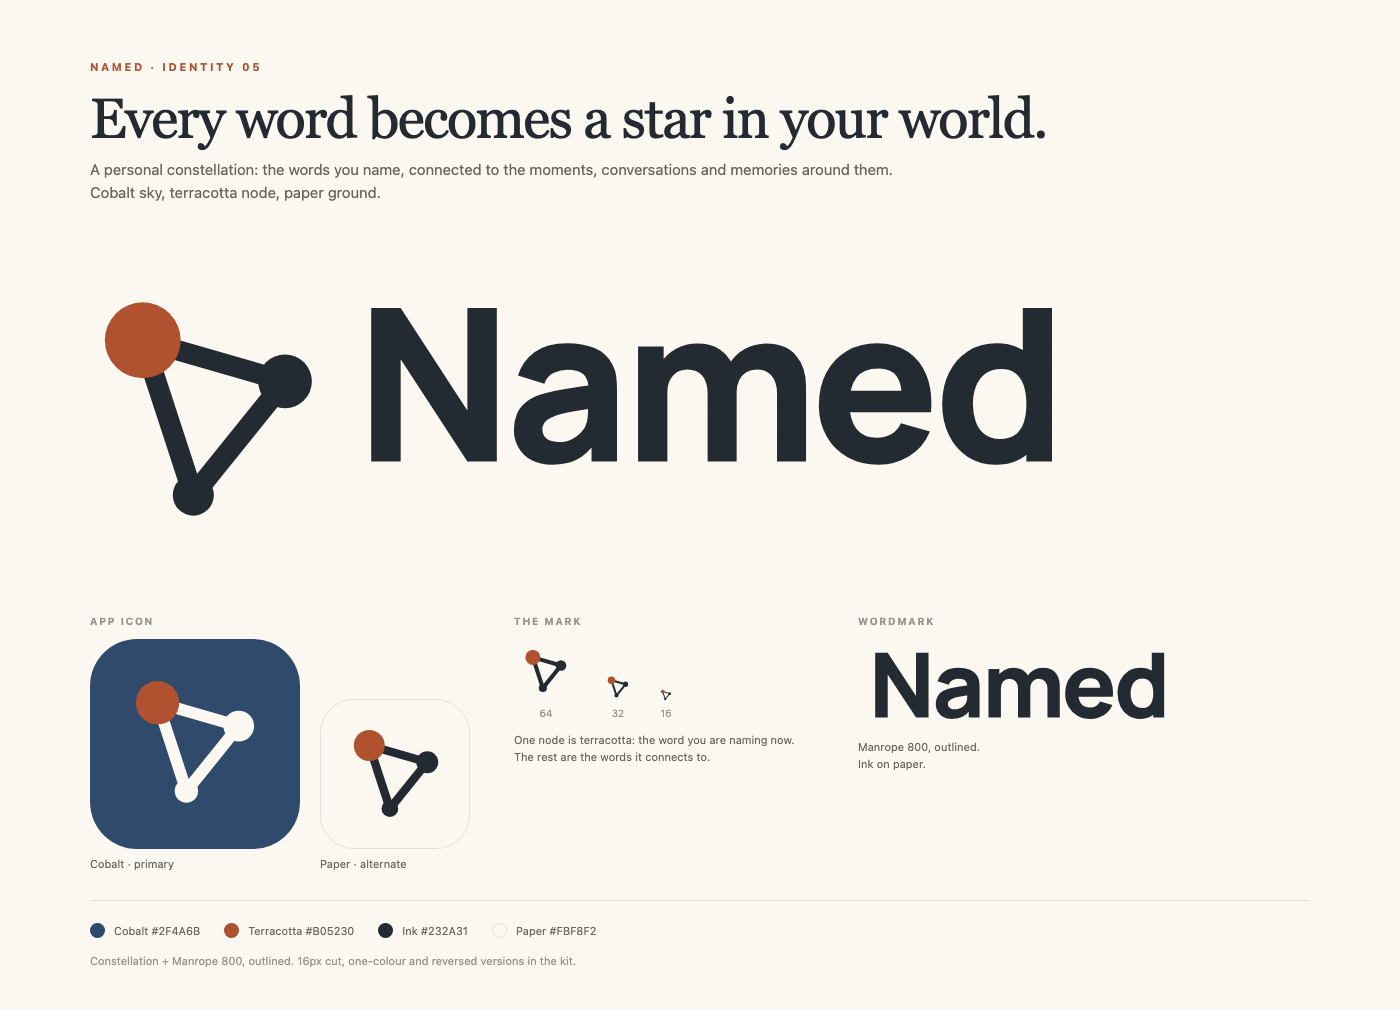 NAMED · IDENTITY 05
Every word becomes a star in your world.
A personal constellation: the words you name, connected to the moments, conversations and memories around them.
Cobalt sky, terracotta node, paper ground.
Named
APP ICON
Cobalt · primary
Paper · alternate
THE MARK
64
32
16
One node is terracotta: the word you are naming now.
The rest are the words it connects to.
WORDMARK
Named
Manrope 800, outlined.
Ink on paper.
Cobalt #2F4A6B
Terracotta #B05230
Ink #232A31
Paper #FBF8F2
Constellation + Manrope 800, outlined. 16px cut, one-colour and reversed versions in the kit.